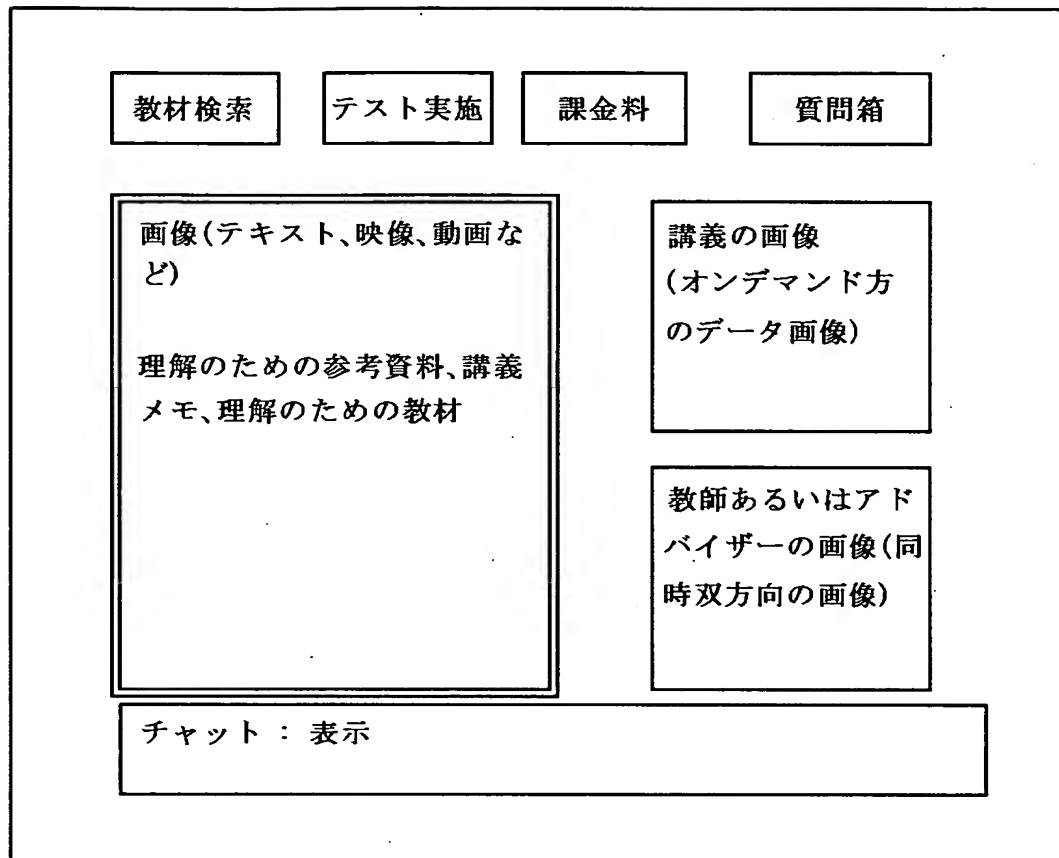 教材検索
テスト実施
課金料
質問箱
画像(テキスト、映像、動画な
ど)
理解のための参考資料、講義
メモ、理解のための教材
講義の画像
(オンデマンド方
のデータ画像)
教師あるいはアド
バイザーの画像(同
時双方向の画像)
チャット：表示